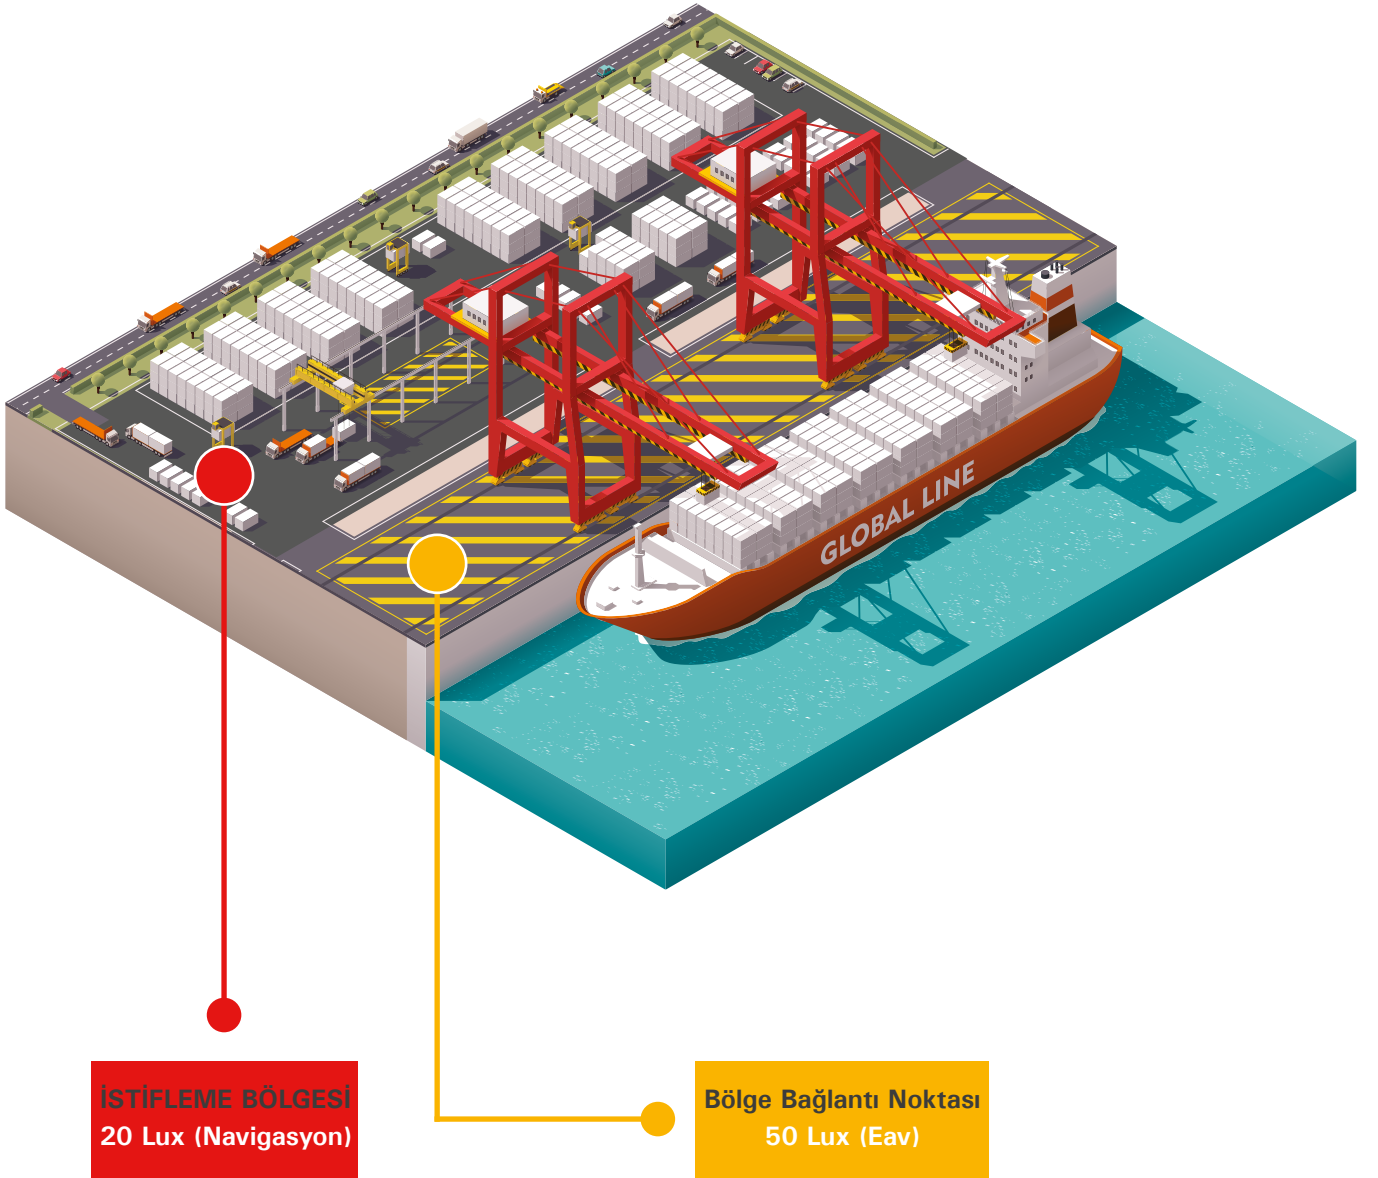 GLOBAL LINE
İSTİFLEME BÖLGESİ
20 Lux (Navigasyon)
Bölge Bağlantı Noktası
50 Lux (Eav)